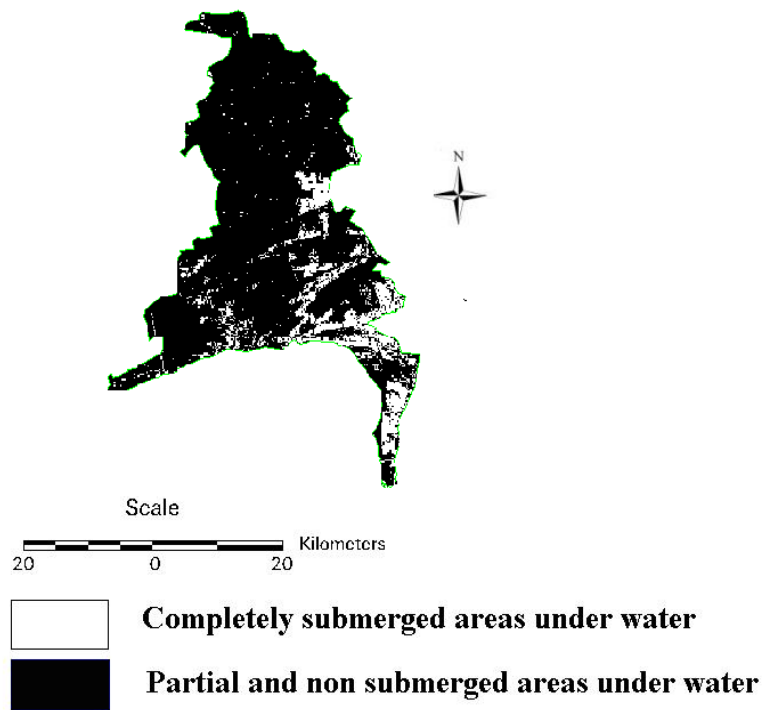 N
Scale
Kilometers
20 0 20
Completely submerged areas under water
Partial and non submerged areas under water